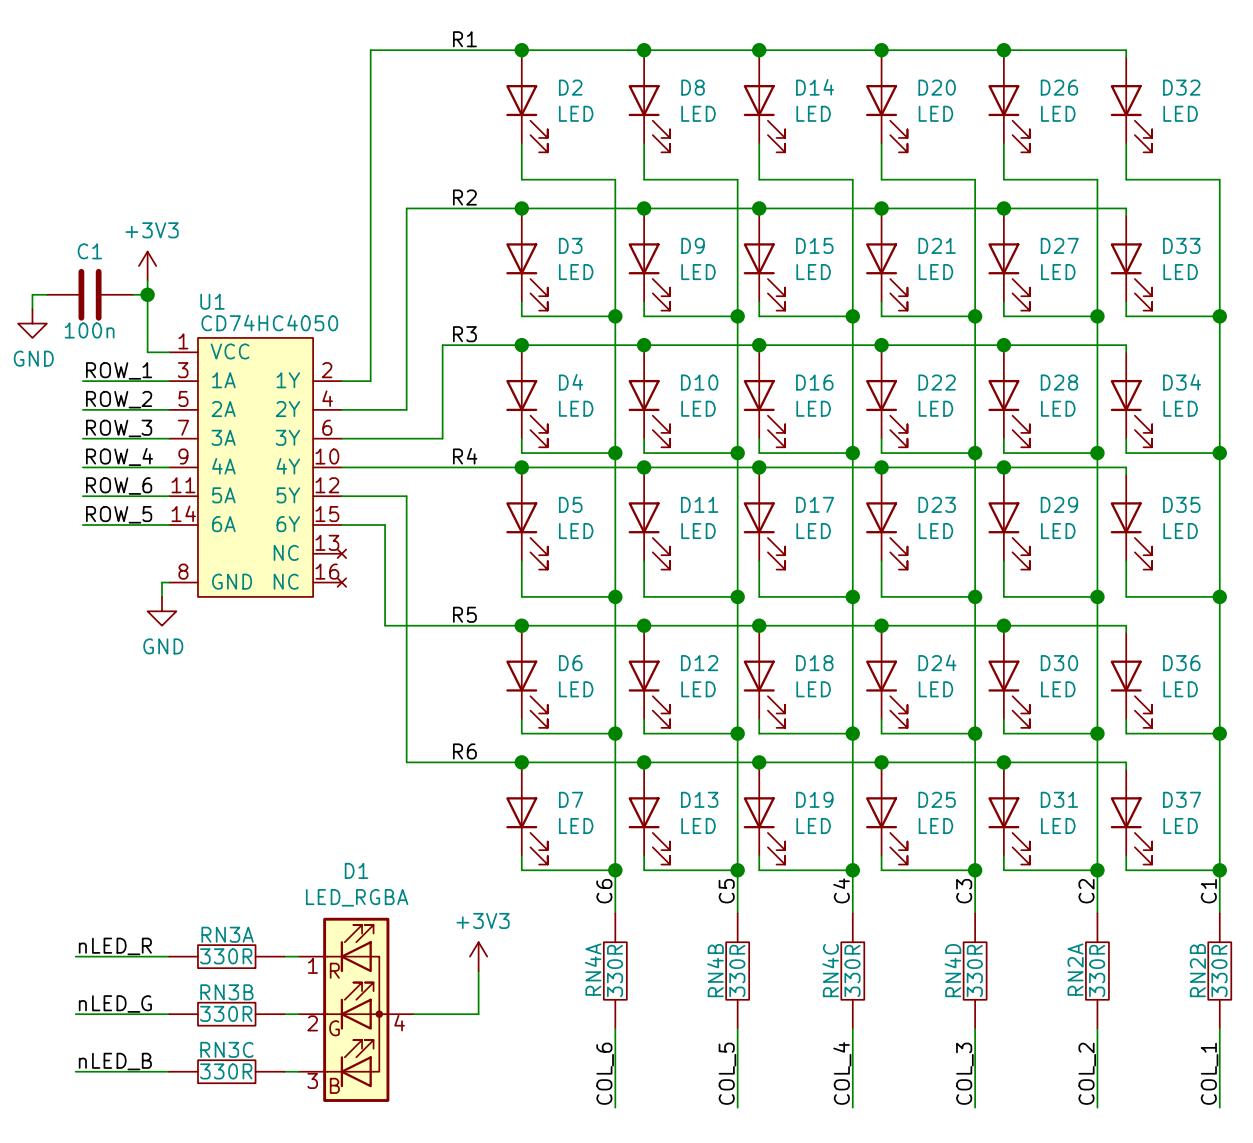 R1
D2 D8 D14 D20 D26 D32
LED LED LED LED LED LED
R2
+3V3
D3 D9 D15 D21 D27 D33
LED LED LED LED LED LED
C1
100n
GND
U1
CD74HC4050
R3
1 VCC
ROW_1 3 1A 1Y 2
ROW_2 5 2A 2Y 4
ROW_3 7 3A 3Y 6
ROW_4 9 4A 4Y 10
ROW_6 11 5A 5Y 12
ROW_5 14 6A 6Y 15
NC 13
8 GND NC 16
GND
D4 D10 D16 D22 D28 D34
LED LED LED LED LED LED
R4
D5 D11 D17 D23 D29 D35
LED LED LED LED LED LED
R5
D6 D12 D18 D24 D30 D36
LED LED LED LED LED LED
R6
D7 D13 D19 D25 D31 D37
LED LED LED LED LED LED
C6 C5 C4 C3 C2 C1
RN4A RN4B RN4C RN4D RN2A RN2B
330R 330R 330R 330R 330R 330R
COL_6 COL_5 COL_4 COL_3 COL_2 COL_1
D1
LED_RGBA
+3V3
RN3A
nLED_R 330R 1 R
RN3B
nLED_G 330R 2 G 4
RN3C
nLED_B 330R 3 B